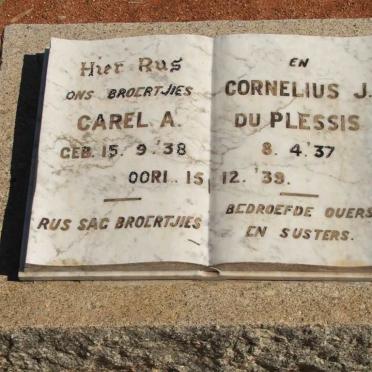 Hier Rus
ONS BROERTJIES
CAREL A.
GEB. 15. 9. '38
OORL. 15
RUS SAG BROERTJIES
EN
CORNELIUS J.
DU PLESSIS
8. 4. '37
12. '39.
BEDROEFDE OUERS
EN SUSTERS.